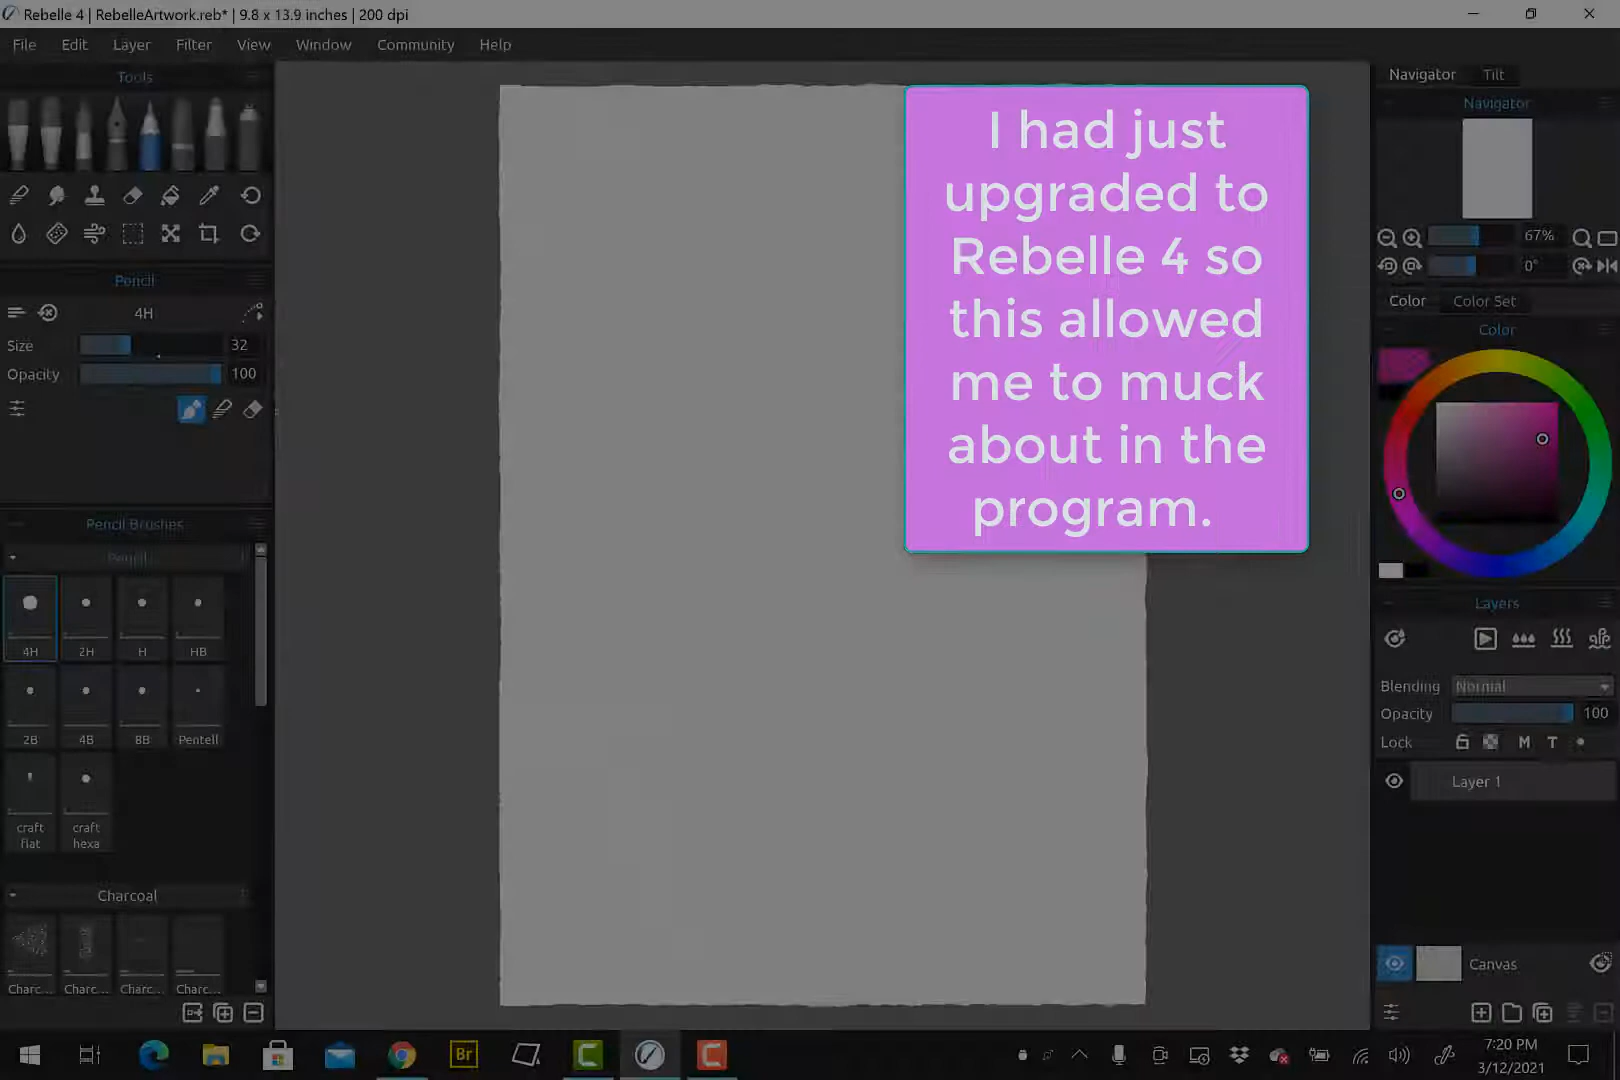 Rebelle 4 | RebelleArtwork.reb* | 9.8 x 13.9 inches | 200 dpi
File Edit Layer Filter View Window Community Help
Tools
Pencil
4H
Size 32
Opacity 100
Pencil Brushes
Pencil
4H 2H H HB
2B 4B 8B Pentell
craft flat
craft hexa
Charcoal
Charc... Charc... Charc... Charc...
I had just
upgraded to
Rebelle 4 so
this allowed
me to muck
about in the
program.
Navigator Tilt
Navigator
67%
0°
Color Color Set
Color
Layers
Blending Normal
Opacity 100
Lock M T
Layer 1
Canvas
Br
7:20 PM
3/12/2021